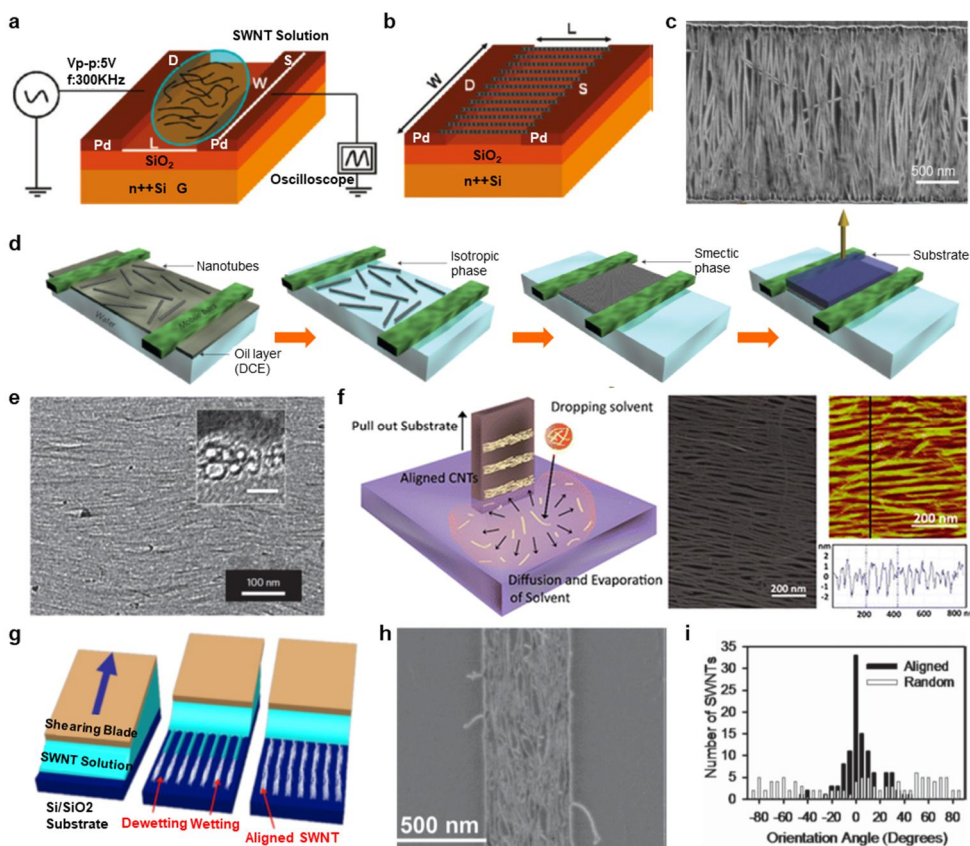 a
SWNT Solution
Vp-p:5V
f:300KHz
D
W
S
L
Pd
Pd
SiO2
n++Si G
Oscilloscope
b
L
W
D
S
Pd
Pd
SiO2
n++Si
c
500 nm
d
Nanotubes
Water
Oil layer
(DCE)
Isotropic
phase
Smectic
phase
Substrate
e
100 nm
f
Pull out Substrate
Dropping solvent
Aligned CNTs
Diffusion and Evaporation
of Solvent
200 nm
200 nm
nm
2
1
0
-1
-2
200 400 600 800 nm
g
Shearing Blade
SWNT Solution
Si/SiO2
Substrate
Dewetting Wetting
Aligned SWNT
h
500 nm
i
Number of SWNTs
35
30
25
20
15
10
5
0
Aligned
Random
-80 -60 -40 -20 0 20 40 60 80
Orientation Angle (Degrees)